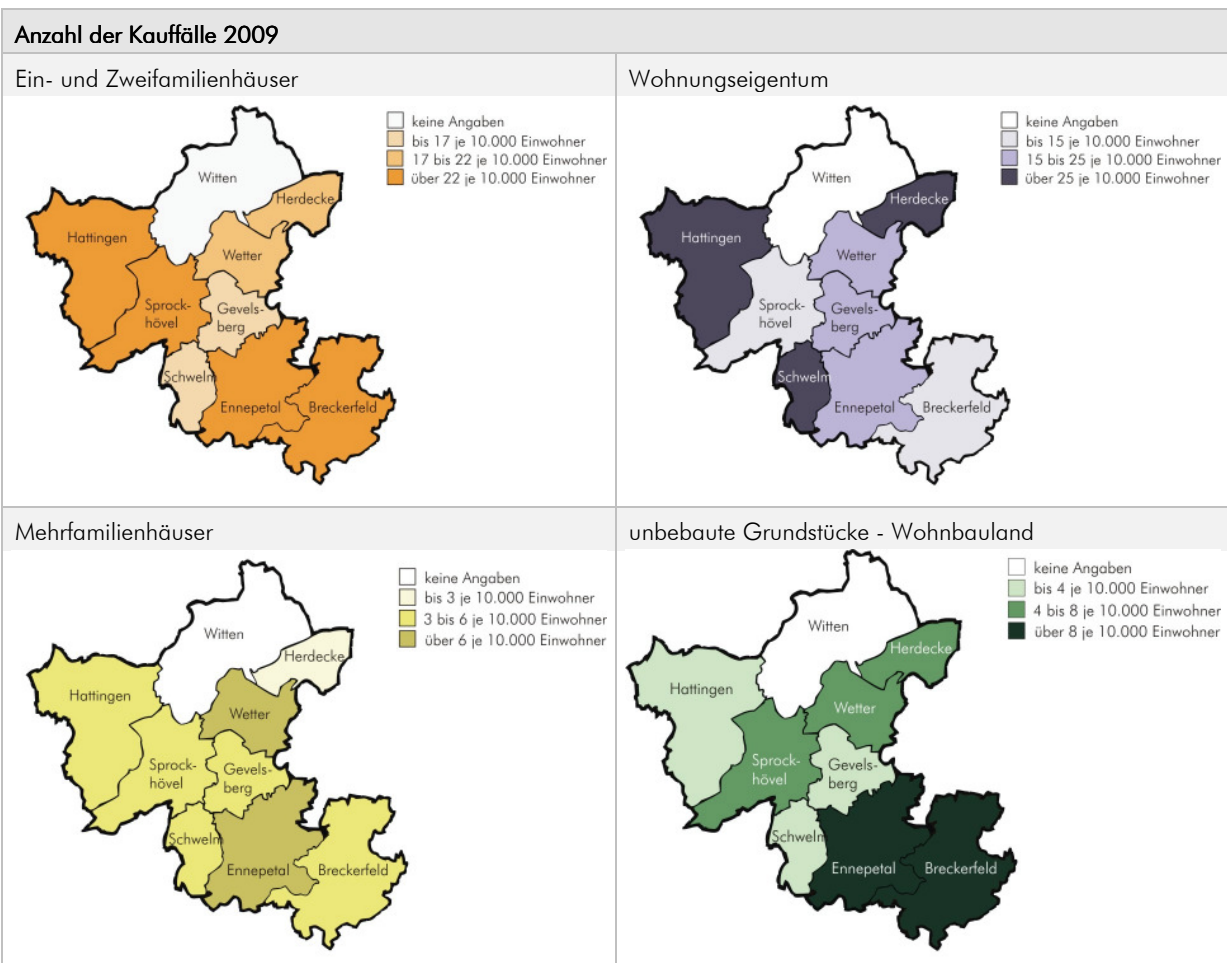 Anzahl der Kauffälle 2009
Ein- und Zweifamilienhäuser
keine Angaben
bis 17 je 10.000 Einwohner
17 bis 22 je 10.000 Einwohner
über 22 je 10.000 Einwohner
Witten
Herdecke
Hattingen
Wetter
Sprock-
hövel
Gevels-
berg
Schwelm
Ennepetal
Breckerfeld
Wohnungseigentum
keine Angaben
bis 15 je 10.000 Einwohner
15 bis 25 je 10.000 Einwohner
über 25 je 10.000 Einwohner
Witten
Herdecke
Hattingen
Wetter
Sprock-
hövel
Gevels-
berg
Schwelm
Ennepetal
Breckerfeld
Mehrfamilienhäuser
keine Angaben
bis 3 je 10.000 Einwohner
3 bis 6 je 10.000 Einwohner
über 6 je 10.000 Einwohner
Witten
Herdecke
Hattingen
Wetter
Sprock-
hövel
Gevels-
berg
Schwelm
Ennepetal
Breckerfeld
unbebaute Grundstücke - Wohnbauland
keine Angaben
bis 4 je 10.000 Einwohner
4 bis 8 je 10.000 Einwohner
über 8 je 10.000 Einwohner
Witten
Herdecke
Hattingen
Wetter
Sprock-
hövel
Gevels-
berg
Schwelm
Ennepetal
Breckerfeld